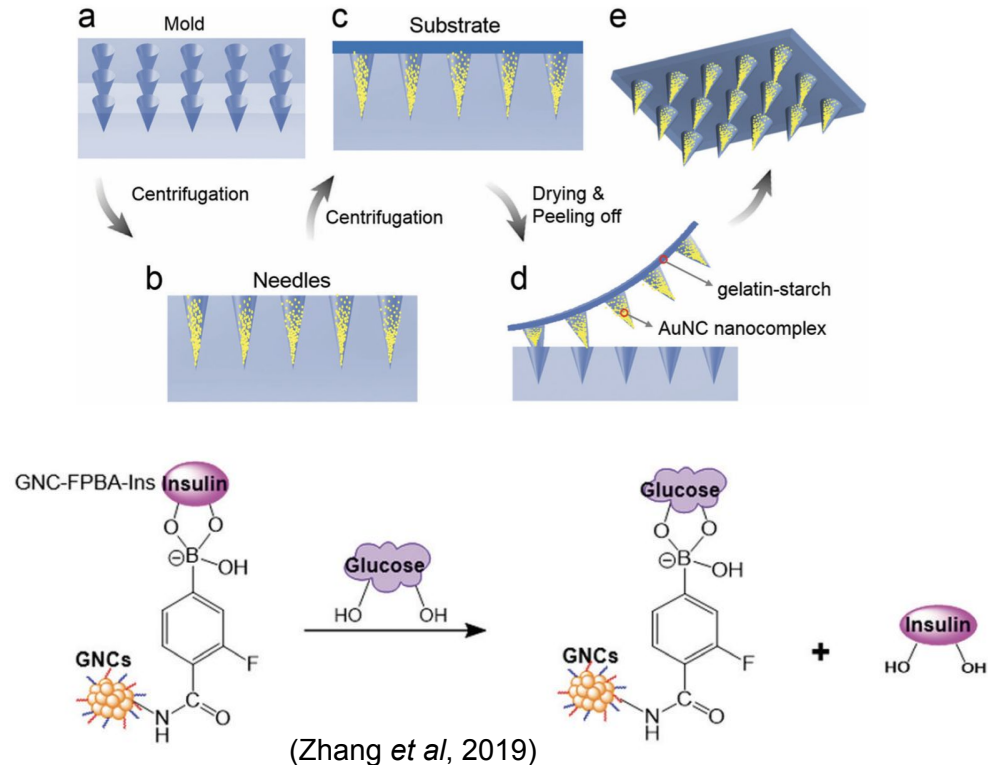 a
Mold
Centrifugation
b
Needles
Centrifugation
c
Substrate
Drying &
Peeling off
d
gelatin-starch
AuNC nanocomplex
e
GNC-FPBA-Ins Insulin
O O
⊖B
OH
F
GNCs
N
H
C
O
Glucose
HO OH
Glucose
O O
⊖B
OH
F
GNCs
N
H
C
O
+
Insulin
HO OH
(Zhang et al, 2019)